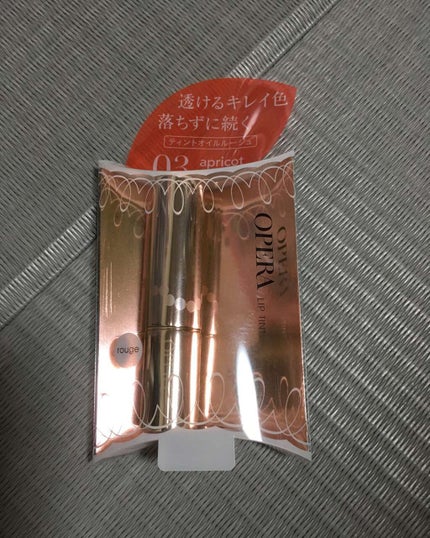 透けるキレイ色
落ちずに続く
ティントオイルルージュ
03 apricot
OPERA
LIP TINT
rouge